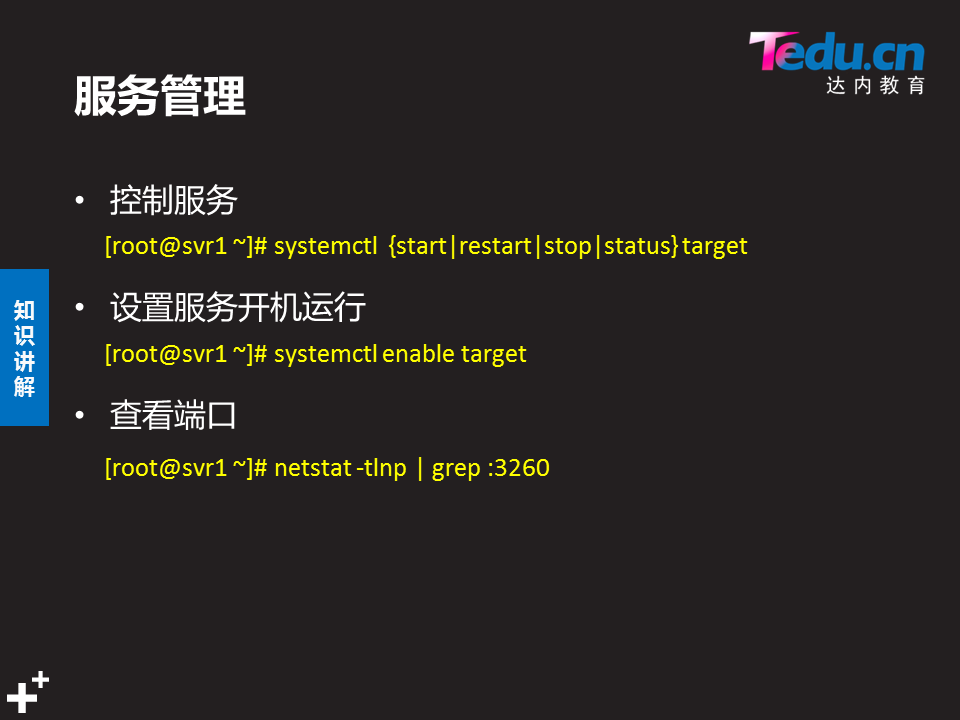 Tedu.cn
达内教育
服务管理
• 控制服务
[root@svr1 ~]# systemctl {start|restart|stop|status} target
• 设置服务开机运行
[root@svr1 ~]# systemctl enable target
• 查看端口
[root@svr1 ~]# netstat -tlnp | grep :3260
知识讲解